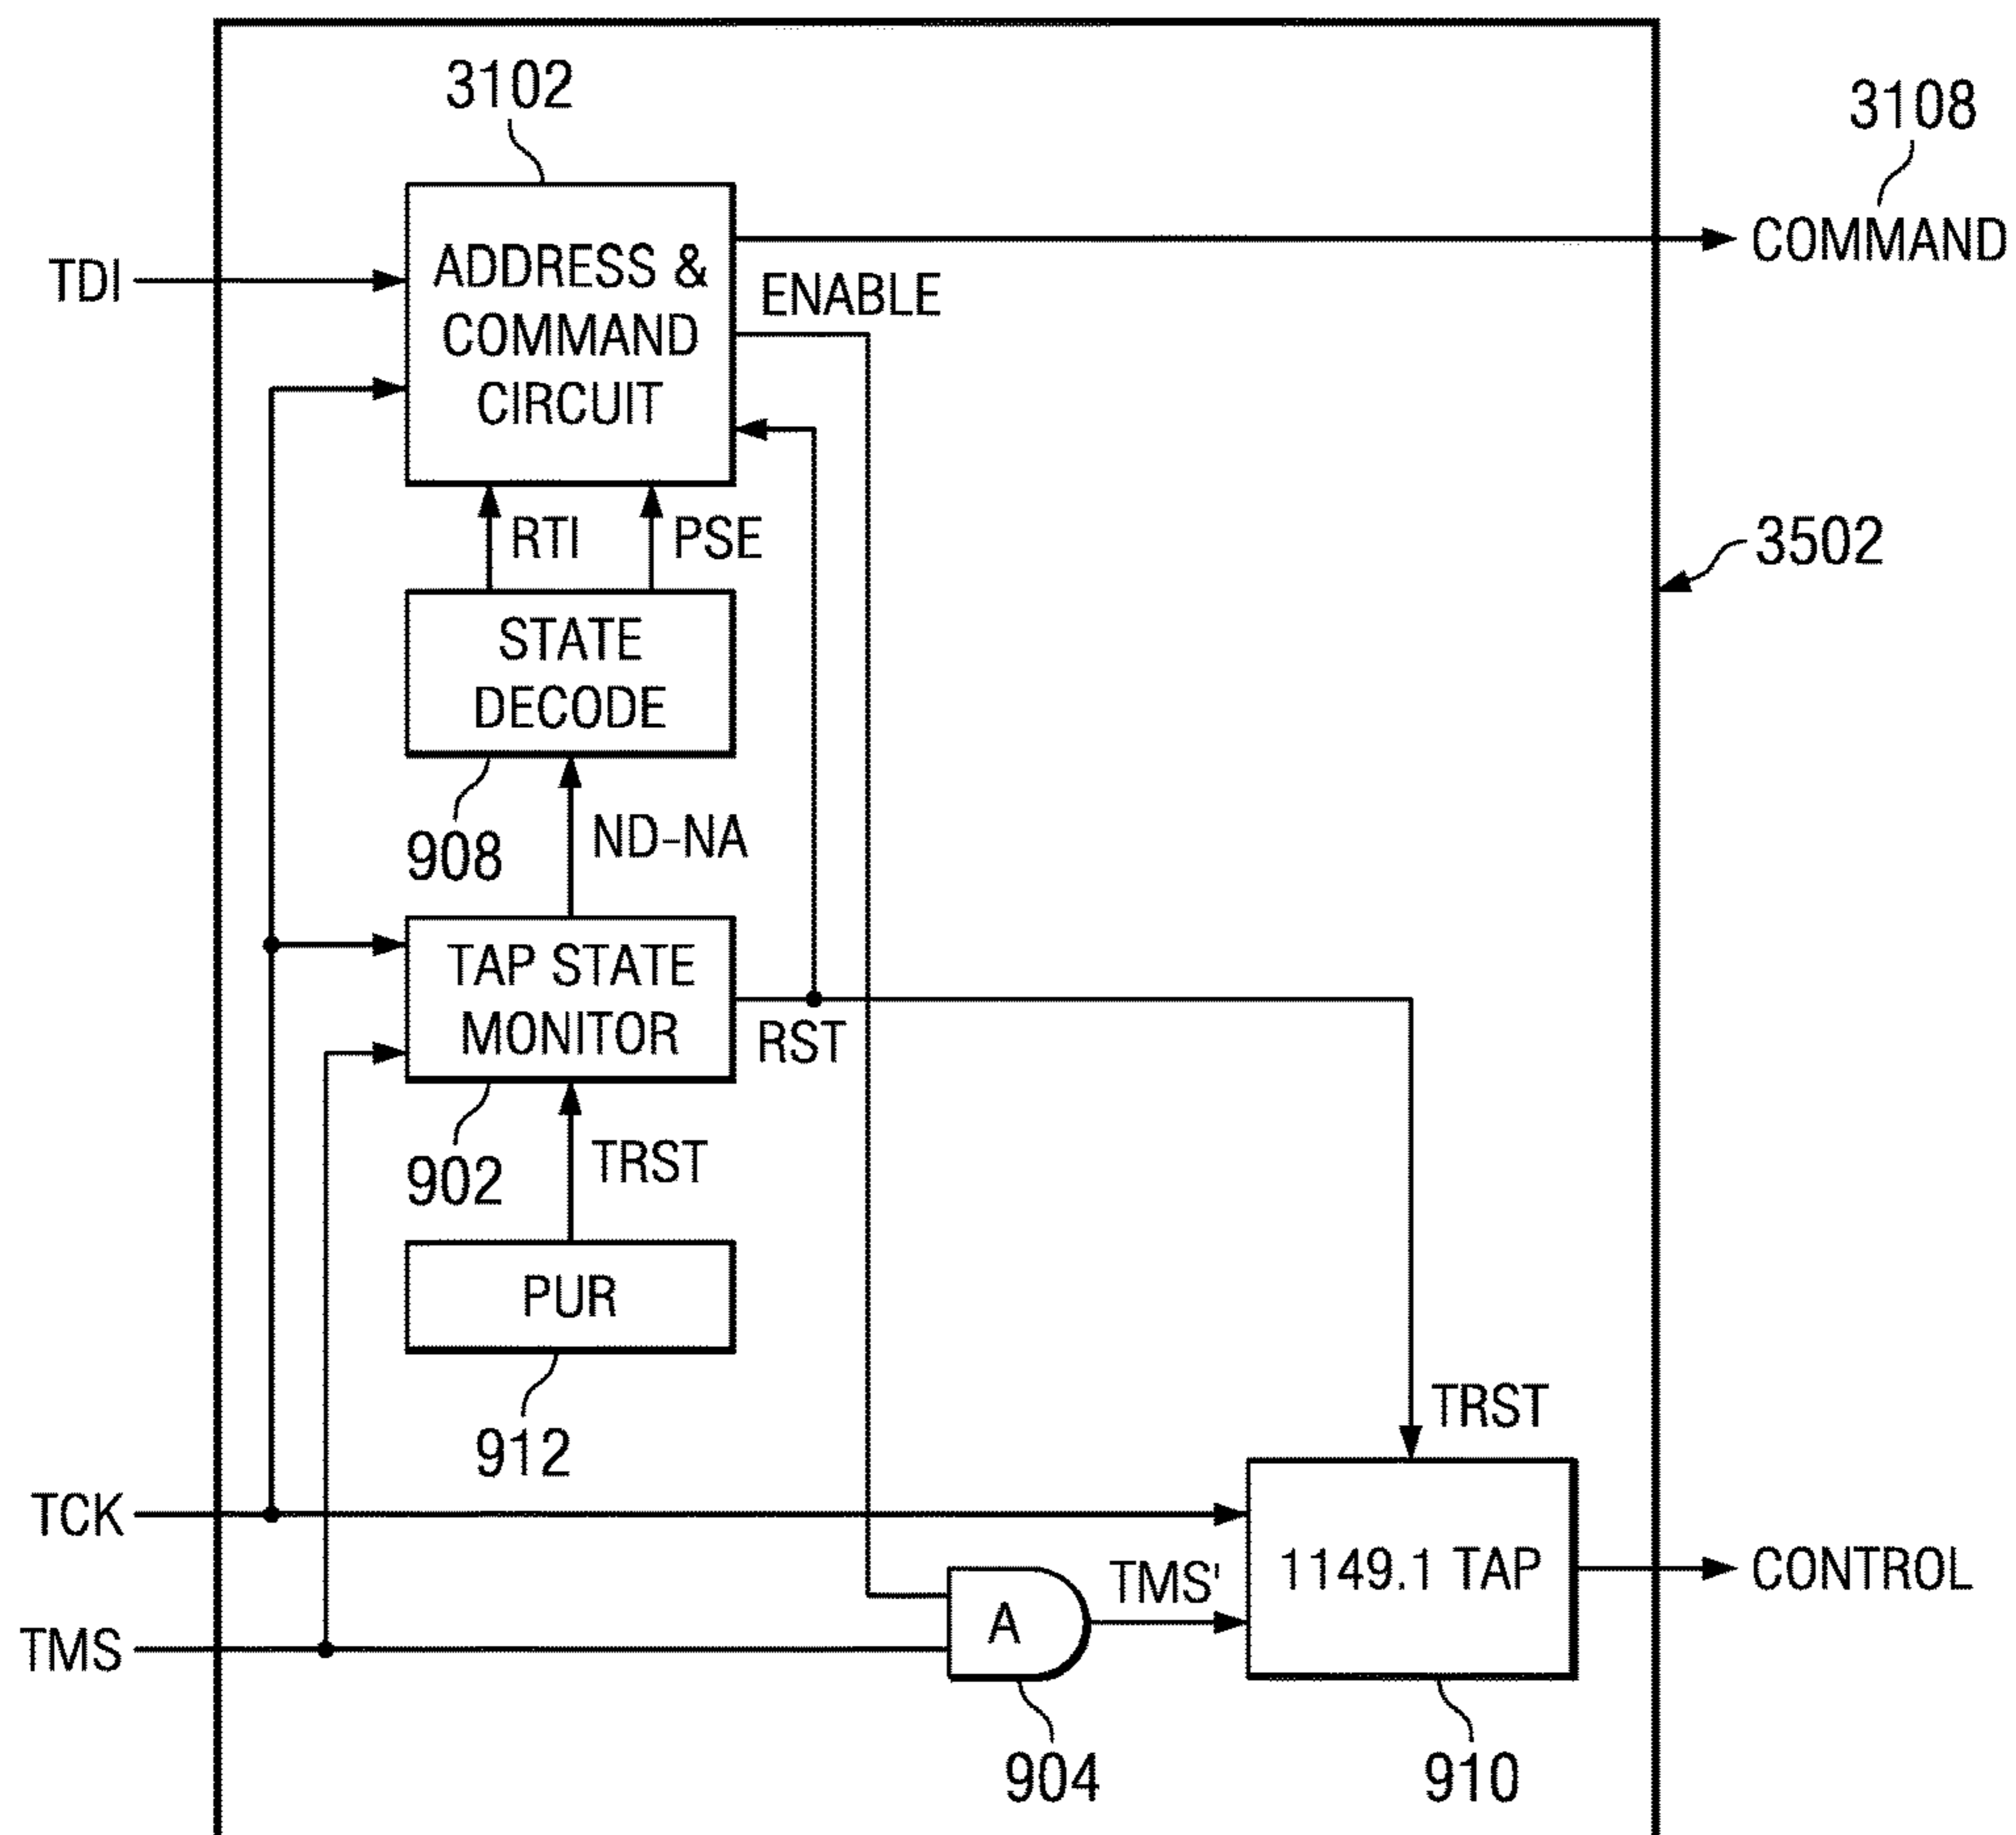 3102
3108
COMMAND
TDI
ADDRESS &
COMMAND
CIRCUIT
ENABLE
RTI
PSE
3502
STATE
DECODE
908
ND-NA
TAP STATE
MONITOR
RST
902
TRST
PUR
912
TRST
TCK
1149.1 TAP
CONTROL
TMS'
A
TMS
904
910